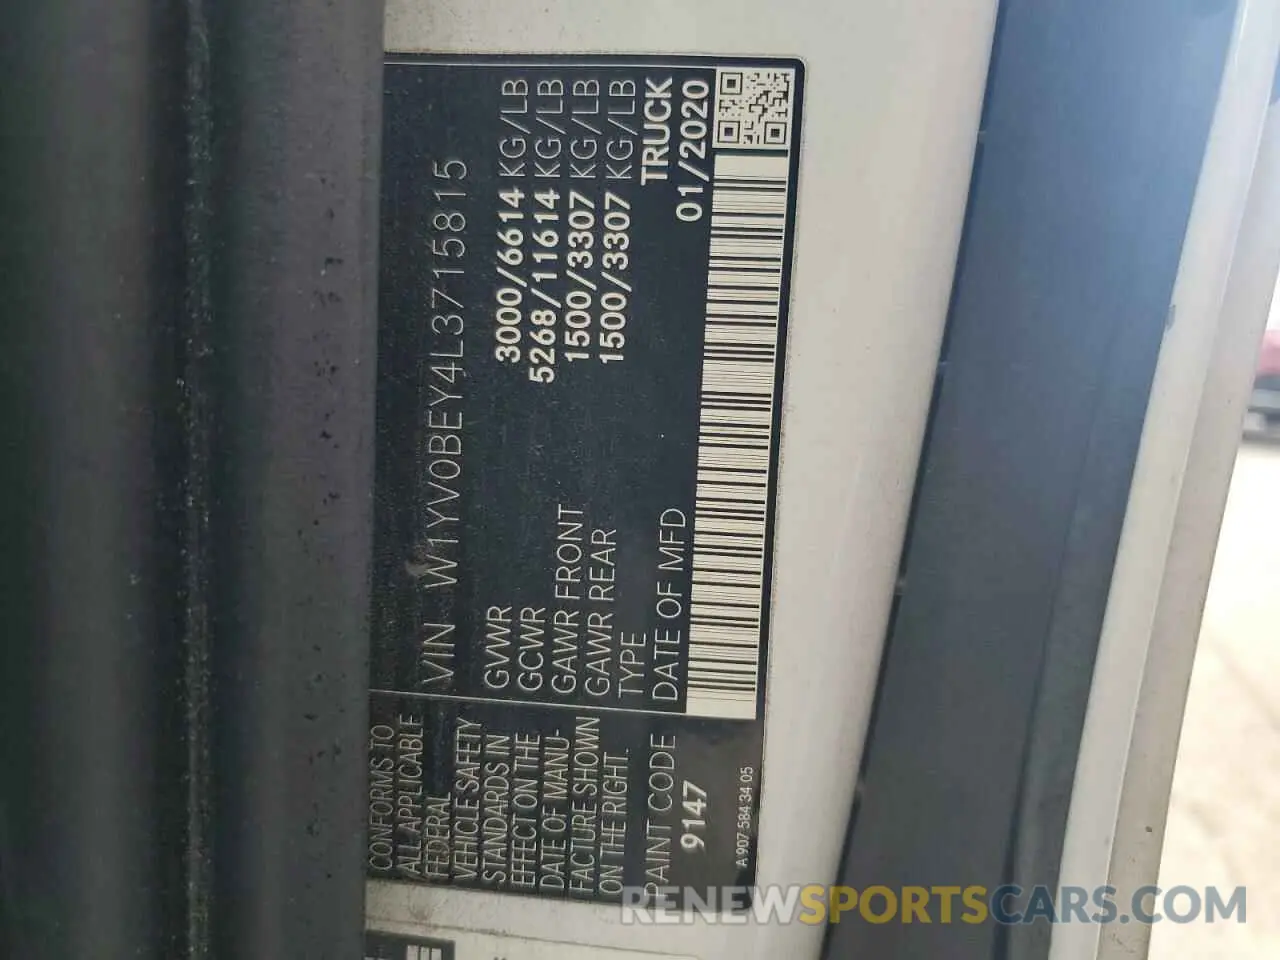 CONFORMS TO
ALL APPLICABLE
FEDERAL
VEHICLE SAFETY
STANDARDS IN
EFFECT ON THE
DATE OF MANU-
FACTURE SHOWN
ON THE RIGHT.
PAINT CODE
9147
A 907 584 34 05
VIN W1YV0BEY4L3715815
GVWR 3000/6614 KG/LB
GCWR 5268/11614 KG/LB
GAWR FRONT 1500/3307 KG/LB
GAWR REAR 1500/3307 KG/LB
TYPE TRUCK
DATE OF MFD 01/2020
RENEWSPORTSCARS.COM